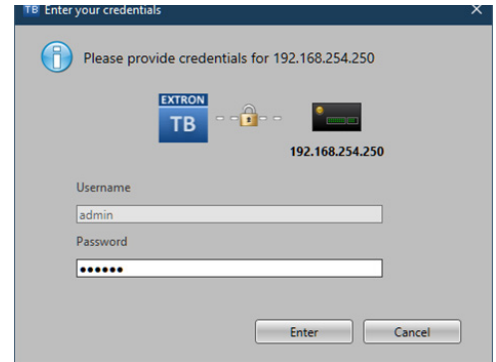 TB Enter your credentials
Please provide credentials for 192.168.254.250
EXTRON
TB
192.168.254.250
Username
admin
Password
••••••
Enter Cancel